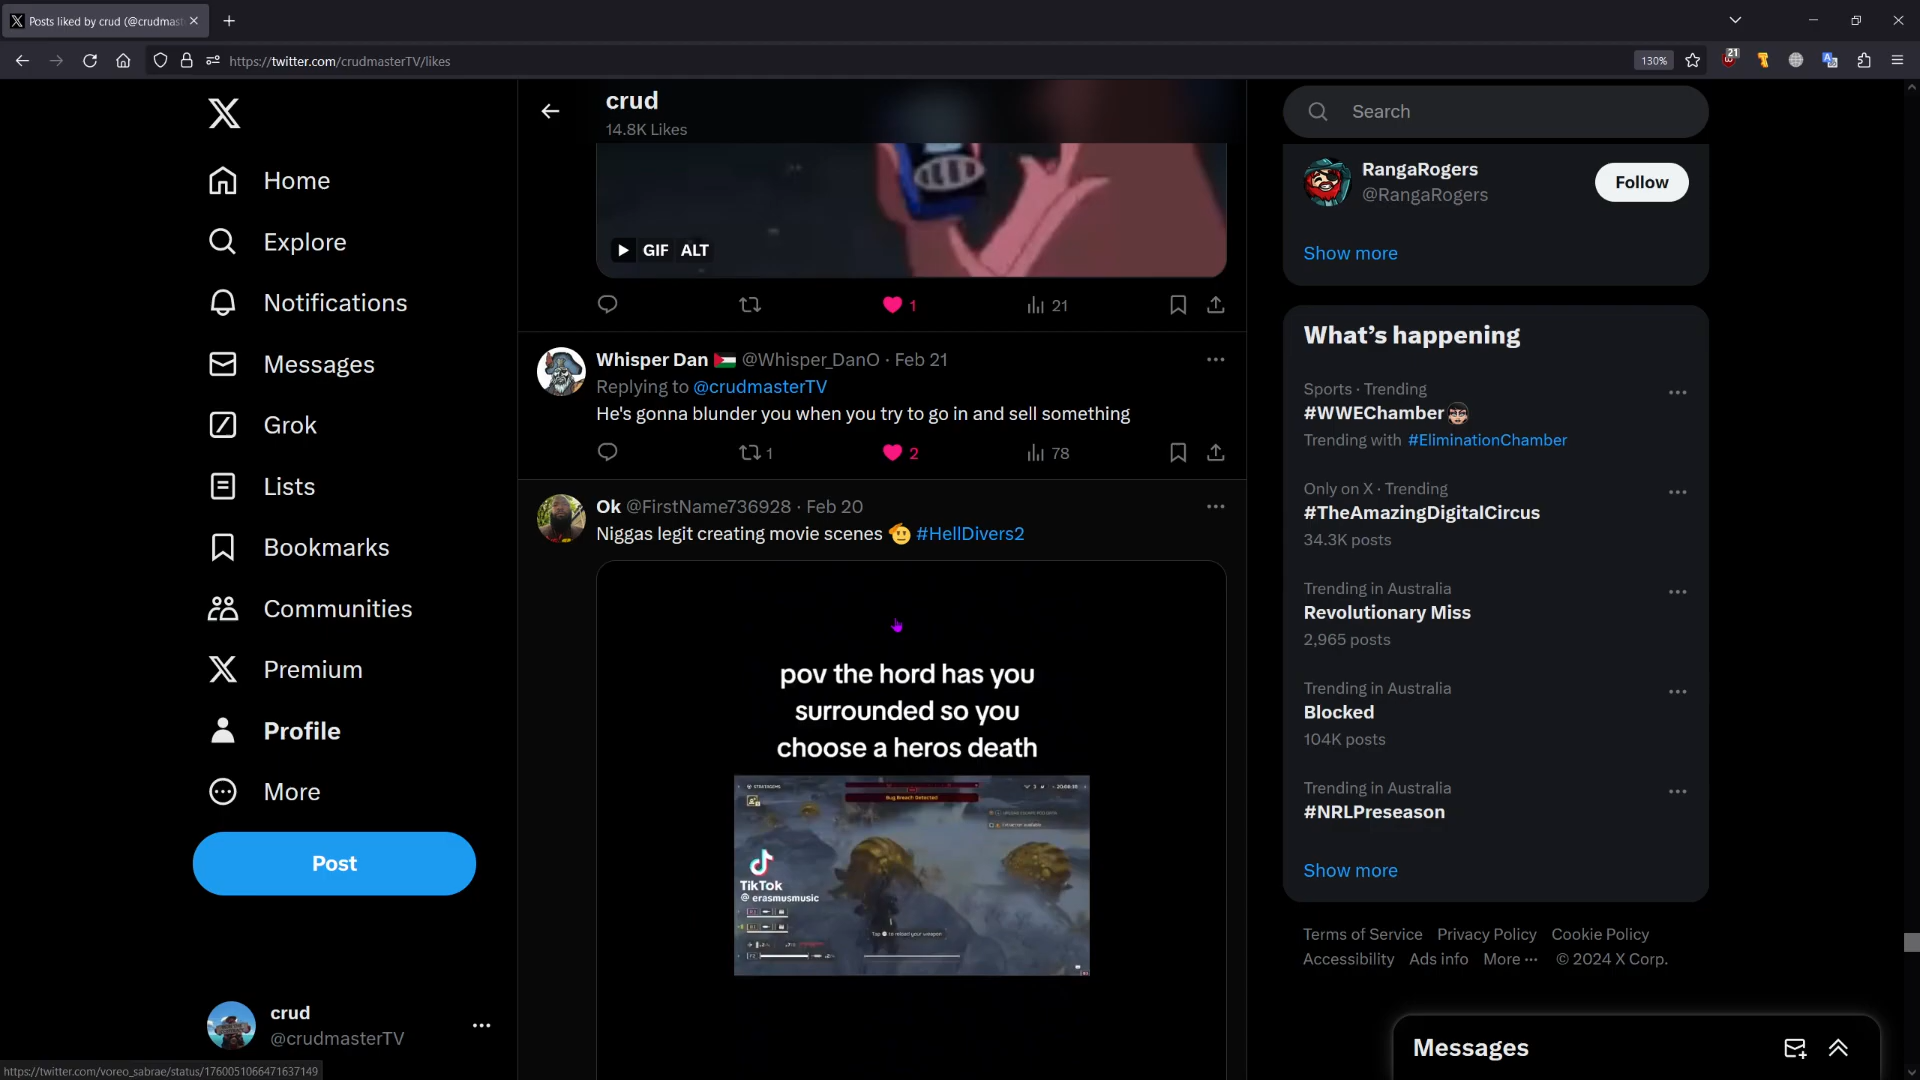 Posts liked by crud (@crudmast
https://twitter.com/crudmasterTV/likes
130%
21
X
Home
Explore
Notifications
Messages
Grok
Lists
Bookmarks
Communities
Premium
Profile
More
Post
crud
@crudmasterTV
crud
14.8K Likes
GIF ALT
1
21
Whisper Dan 🇵🇸 @Whisper_DanO · Feb 21
Replying to @crudmasterTV
He's gonna blunder you when you try to go in and sell something
1
2
78
Ok @FirstName736928 · Feb 20
Niggas legit creating movie scenes 🫡 #HellDivers2
pov the hord has you
surrounded so you
choose a heros death
Bug Breach Detected!
TikTok
@ erasmusmusic
Search
RangaRogers
@RangaRogers
Follow
Show more
What's happening
Sports · Trending
#WWEChamber
Trending with #EliminationChamber
Only on X · Trending
#TheAmazingDigitalCircus
34.3K posts
Trending in Australia
Revolutionary Miss
2,965 posts
Trending in Australia
Blocked
104K posts
Trending in Australia
#NRLPreseason
Show more
Terms of Service Privacy Policy Cookie Policy
Accessibility Ads info More ··· © 2024 X Corp.
Messages
https://twitter.com/voreo_sabrae/status/1760051066471637149